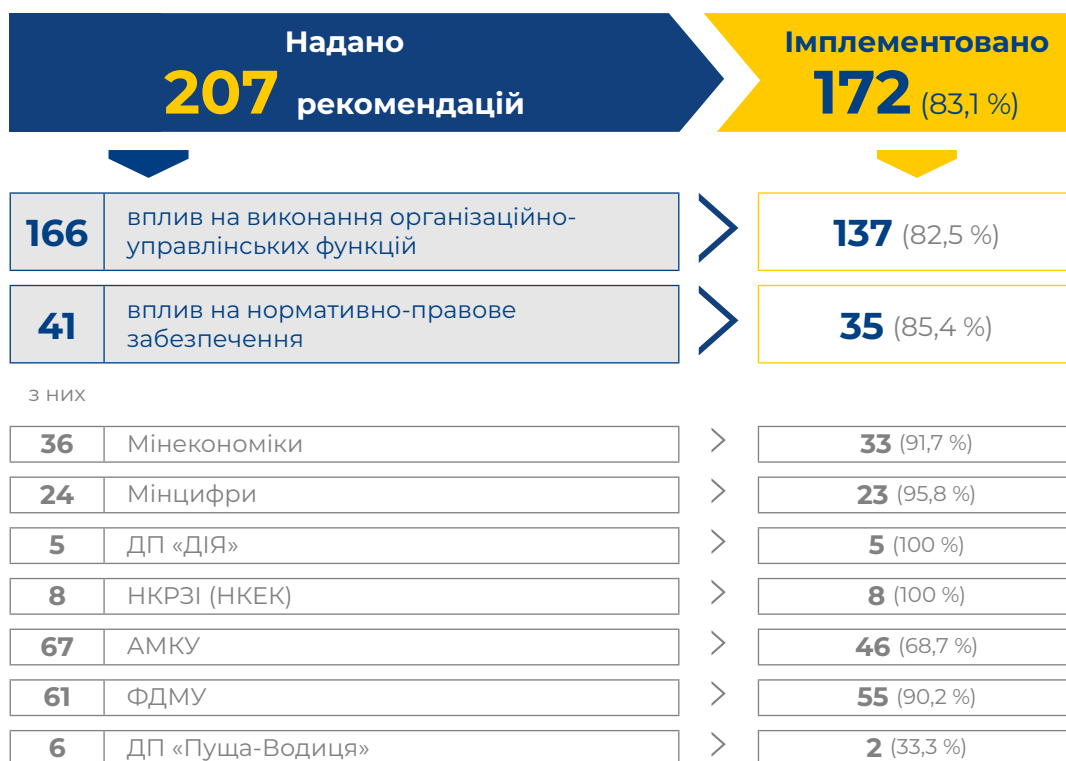 Надано
207 рекомендацій
Імплементовано
172 (83,1 %)
166 вплив на виконання організаційно-
управлінських функцій
137 (82,5 %)
41 вплив на нормативно-правове
забезпечення
35 (85,4 %)
з них
36 Мінекономіки 33 (91,7 %)
24 Мінцифри 23 (95,8 %)
5 ДП «ДІЯ» 5 (100 %)
8 НКРЗІ (НКЕК) 8 (100 %)
67 АМКУ 46 (68,7 %)
61 ФДМУ 55 (90,2 %)
6 ДП «Пуща-Водиця» 2 (33,3 %)